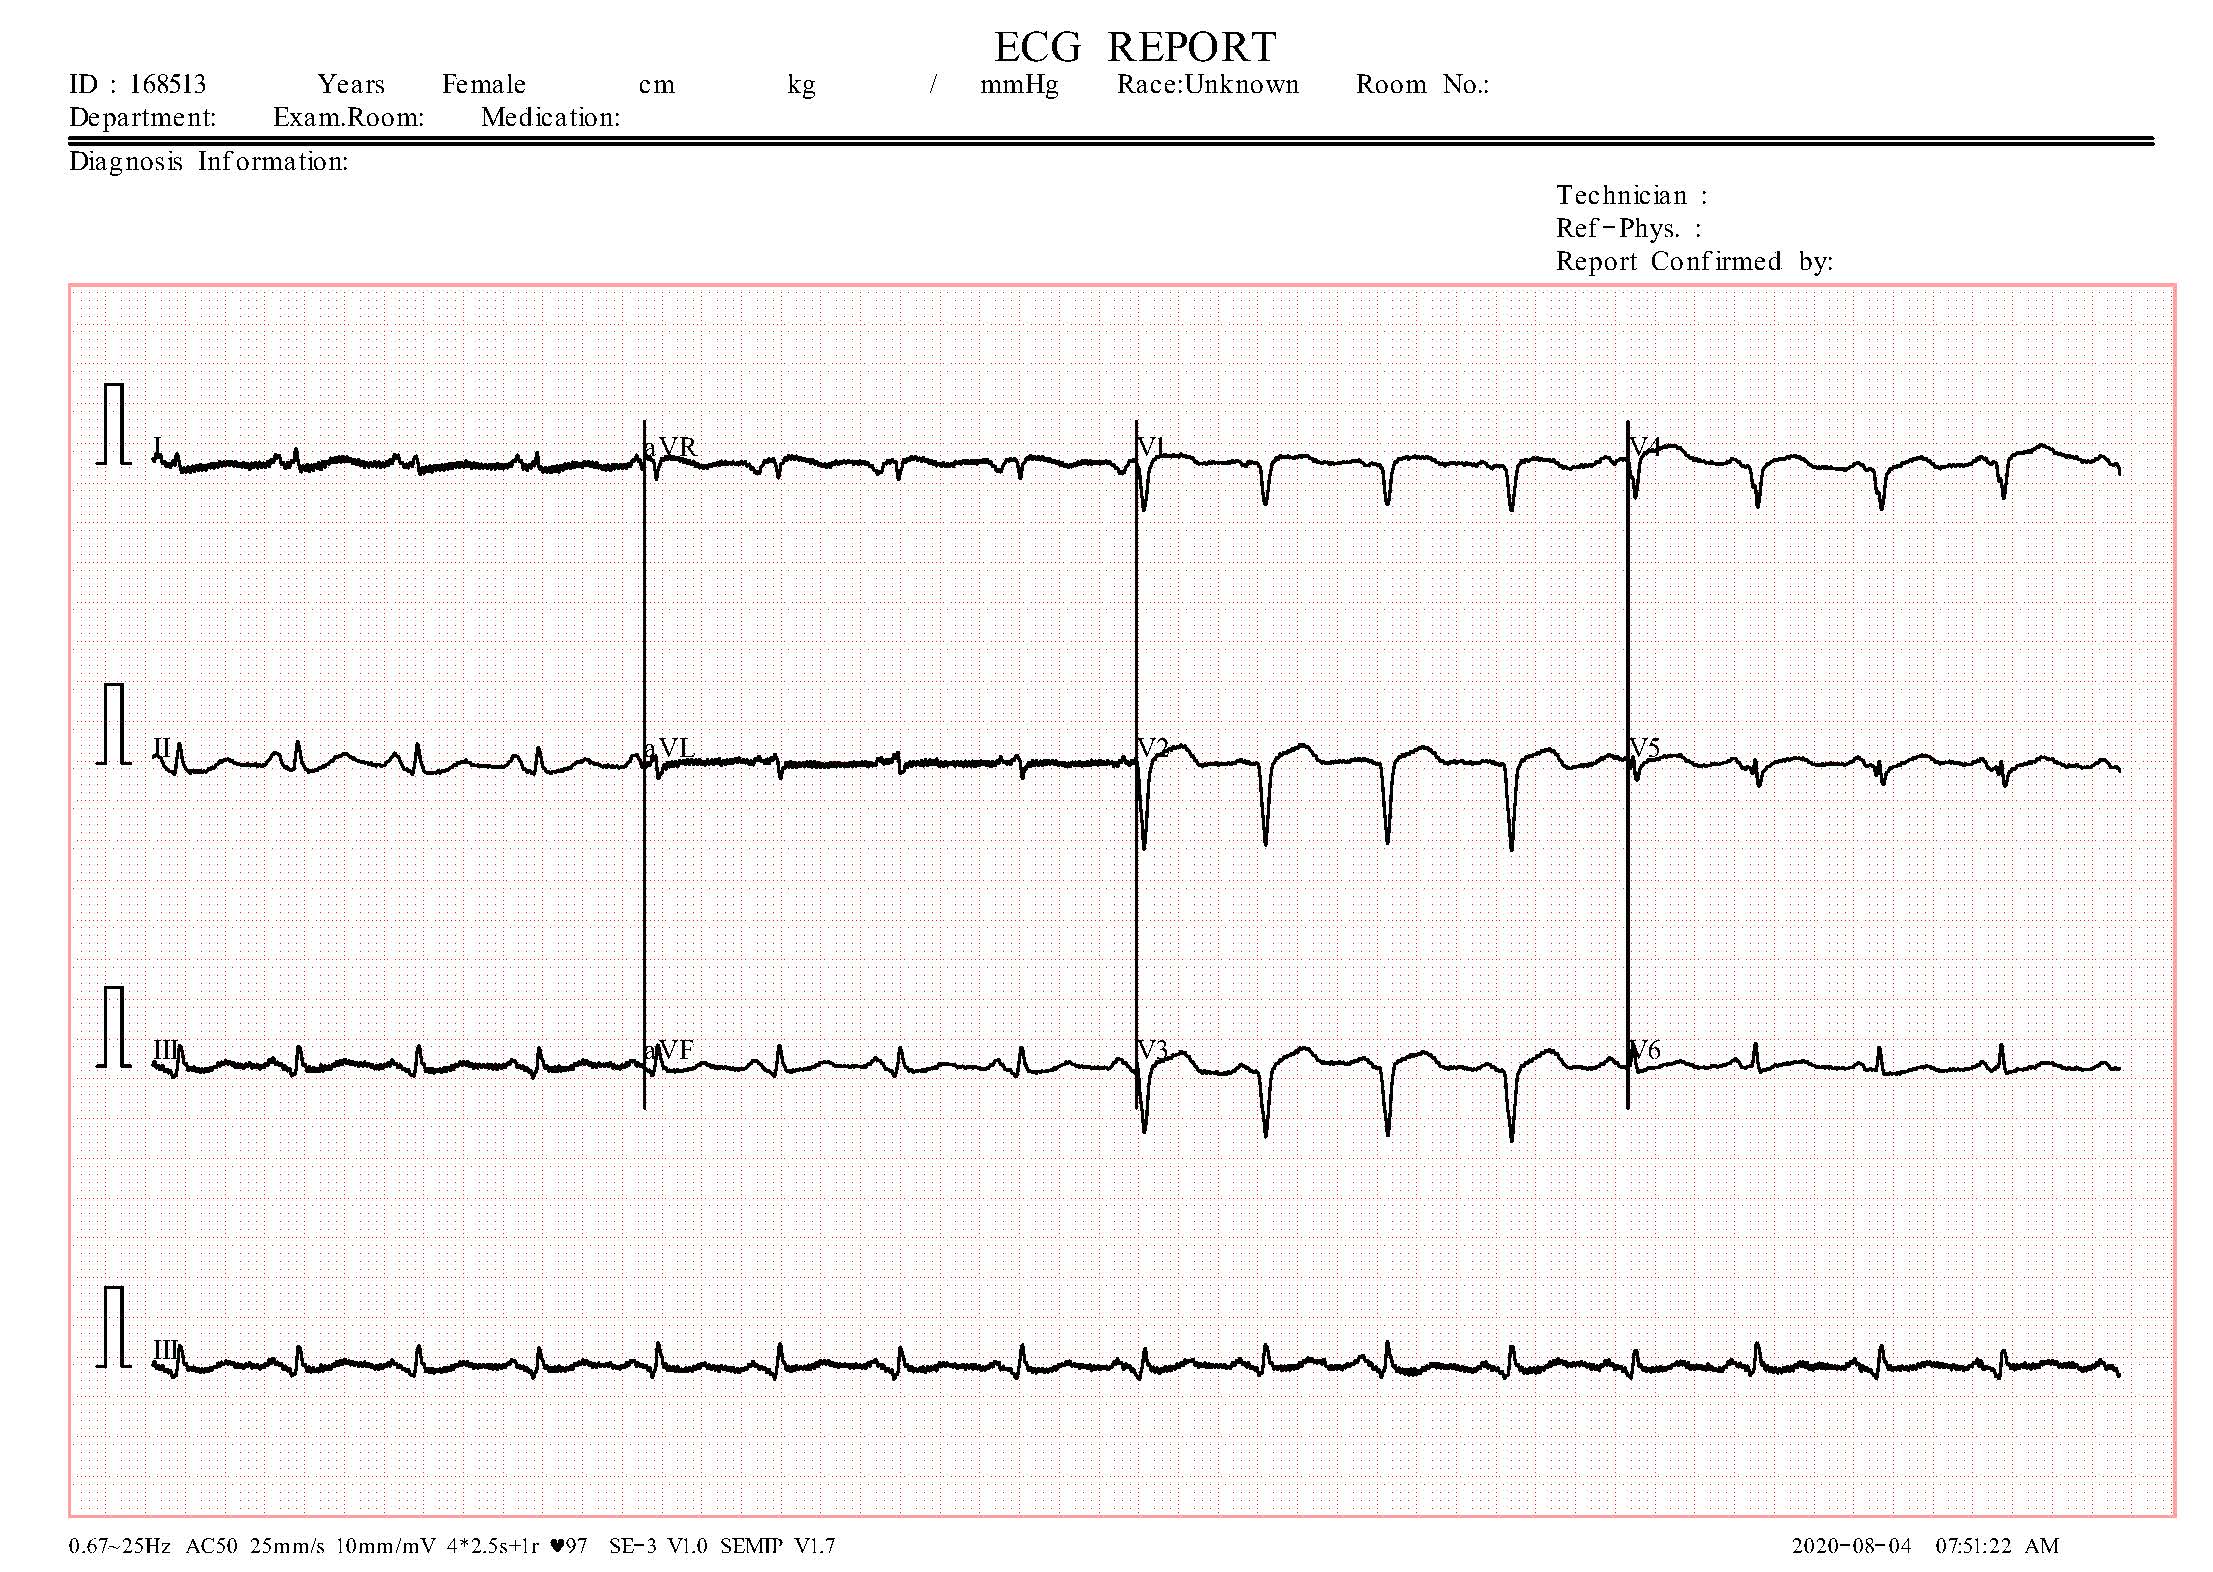 ECG REPORT
ID : 168513 Years Female cm kg / mmHg Race:Unknown Room No.:
Department: Exam.Room: Medication:
Diagnosis Information:
Technician :
Ref-Phys. :
Report Confirmed by:
I aVR V1 V4
II aVL V2 V5
III aVF V3 V6
III
0.67~25Hz AC50 25mm/s 10mm/mV 4*2.5s+1r ♥97 SE-3 V1.0 SEMIP V1.7 2020-08-04 07:51:22 AM